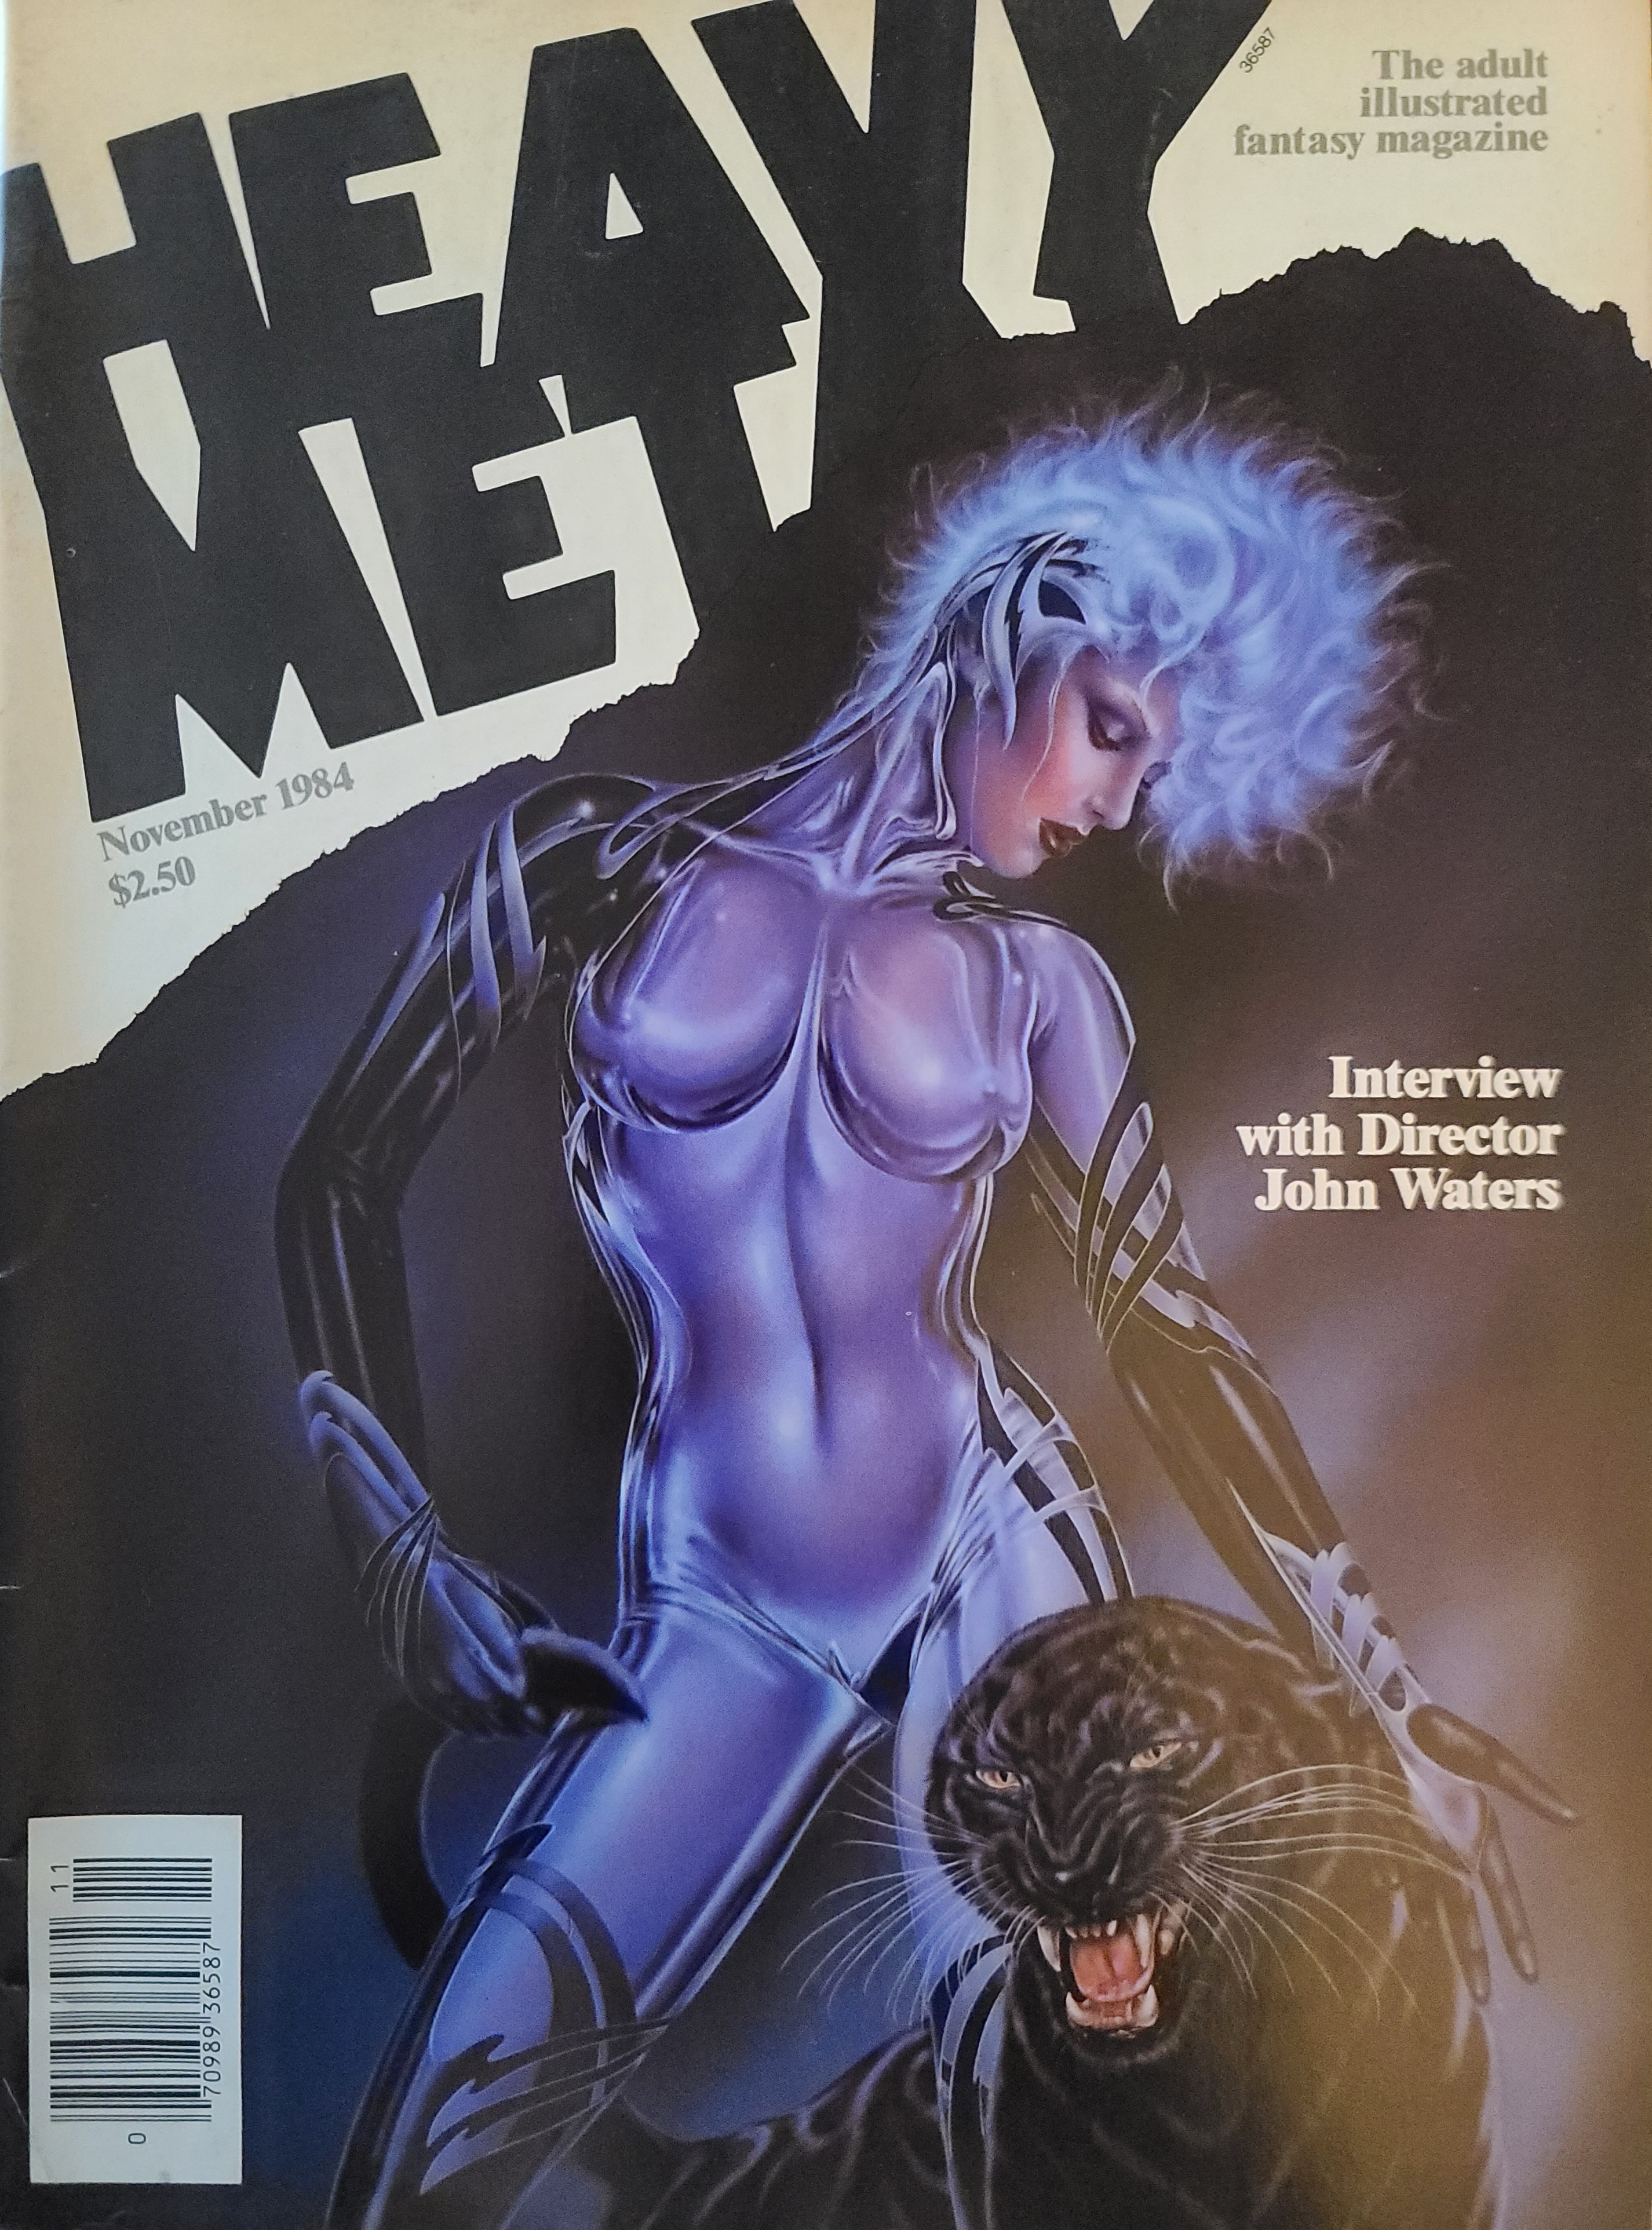 HEAVY
MET
36587
The adult
illustrated
fantasy magazine
November 1984
$2.50
Interview
with Director
John Waters
11
70989 36587
0